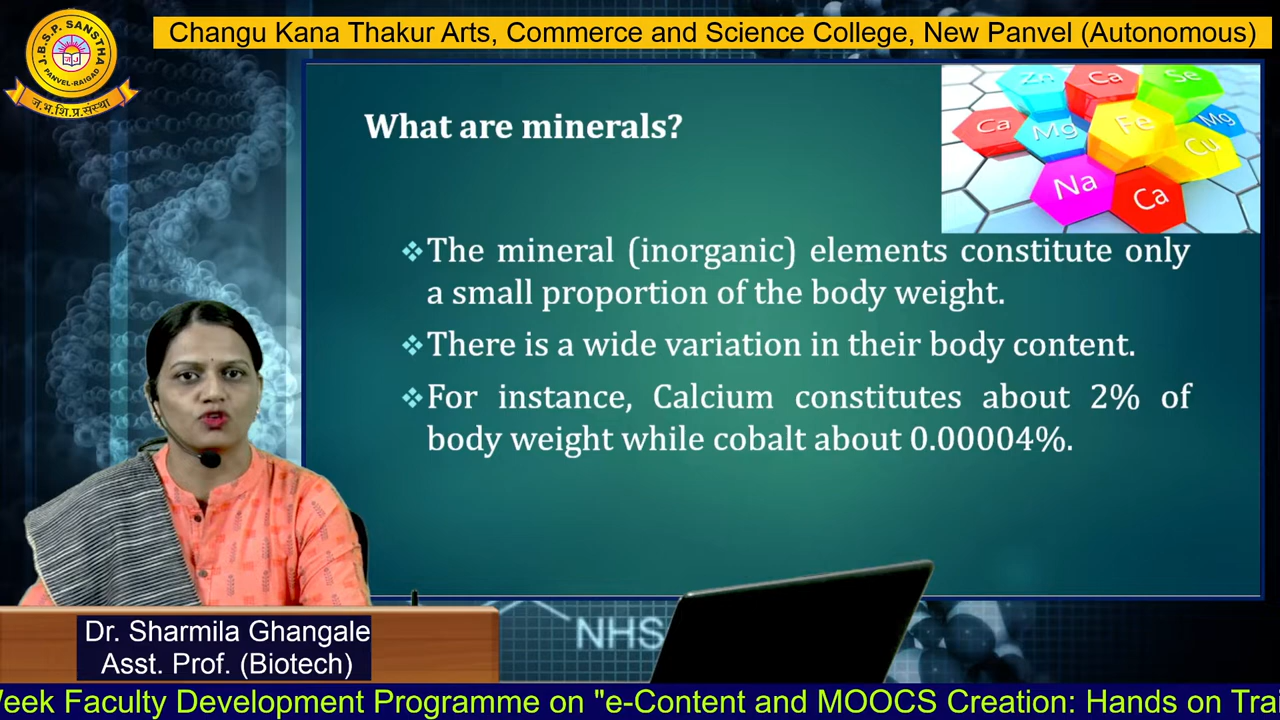 Changu Kana Thakur Arts, Commerce and Science College, New Panvel (Autonomous)
J.B.S.P. SANSTHA
PANVEL-RAIGAD
ज.भ.शि.प्र.संस्था
Zn Ca Se
Ca Mg Fe Mg
Cu
Na Ca
What are minerals?
❖The mineral (inorganic) elements constitute only
a small proportion of the body weight.
❖There is a wide variation in their body content.
❖For instance, Calcium constitutes about 2% of
body weight while cobalt about 0.00004%.
NHS
Dr. Sharmila Ghangale
Asst. Prof. (Biotech)
Week Faculty Development Programme on "e-Content and MOOCS Creation: Hands on Trai